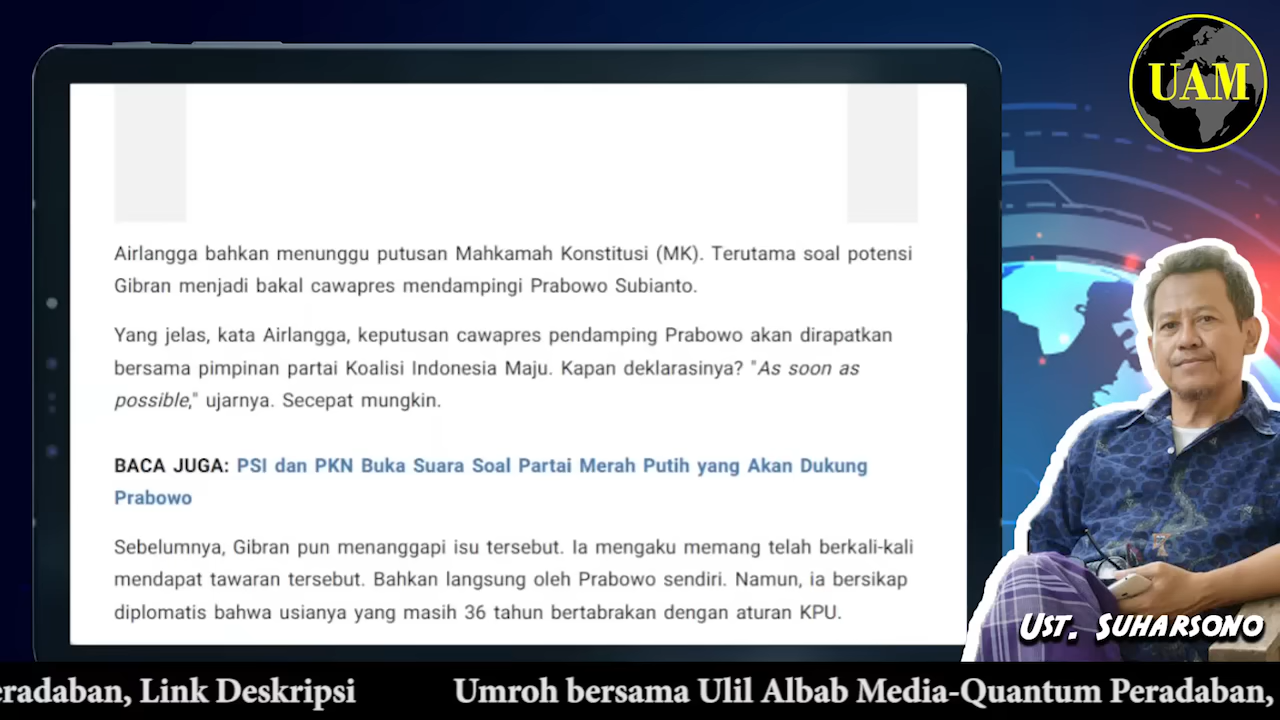 UAM
Airlangga bahkan menunggu putusan Mahkamah Konstitusi (MK). Terutama soal potensi
Gibran menjadi bakal cawapres mendampingi Prabowo Subianto.
Yang jelas, kata Airlangga, keputusan cawapres pendamping Prabowo akan dirapatkan
bersama pimpinan partai Koalisi Indonesia Maju. Kapan deklarasinya? "As soon as
possible," ujarnya. Secepat mungkin.
BACA JUGA: PSI dan PKN Buka Suara Soal Partai Merah Putih yang Akan Dukung
Prabowo
Sebelumnya, Gibran pun menanggapi isu tersebut. Ia mengaku memang telah berkali-kali
mendapat tawaran tersebut. Bahkan langsung oleh Prabowo sendiri. Namun, ia bersikap
diplomatis bahwa usianya yang masih 36 tahun bertabrakan dengan aturan KPU.
UST. SUHARSONO
eradaban, Link Deskripsi Umroh bersama Ulil Albab Media-Quantum Peradaban,